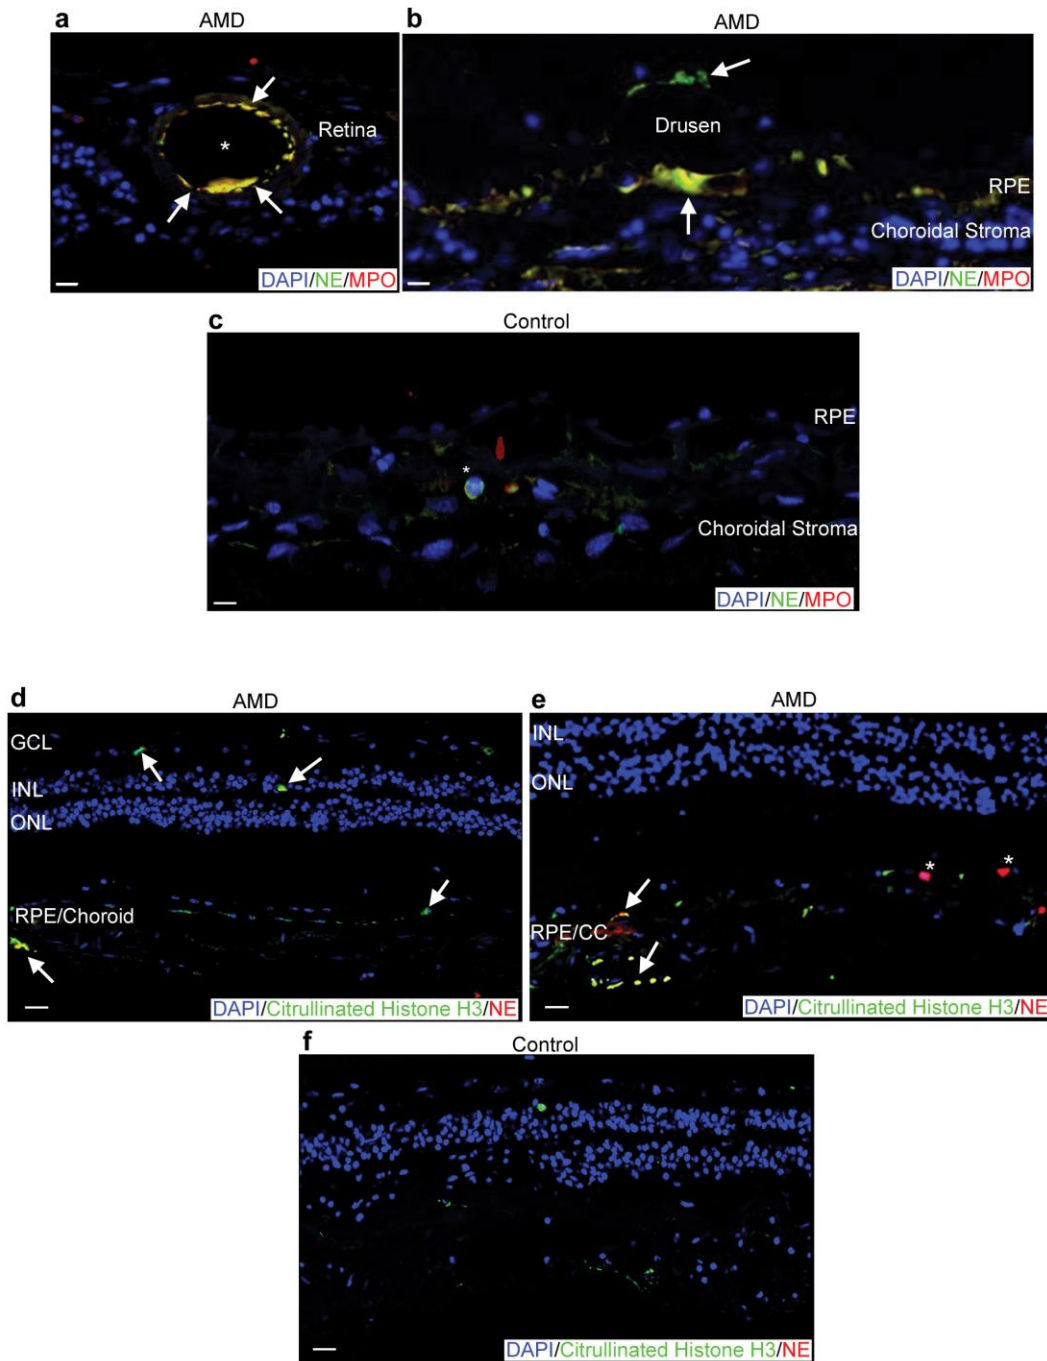 a
AMD
*
Retina
DAPI/NE/MPO
b
AMD
Drusen
RPE
Choroidal Stroma
DAPI/NE/MPO
c
Control
RPE
*
Choroidal Stroma
DAPI/NE/MPO
d
AMD
GCL
INL
ONL
RPE/Choroid
DAPI/Citrullinated Histone H3/NE
e
AMD
INL
ONL
* *
RPE/CC
DAPI/Citrullinated Histone H3/NE
f
Control
DAPI/Citrullinated Histone H3/NE